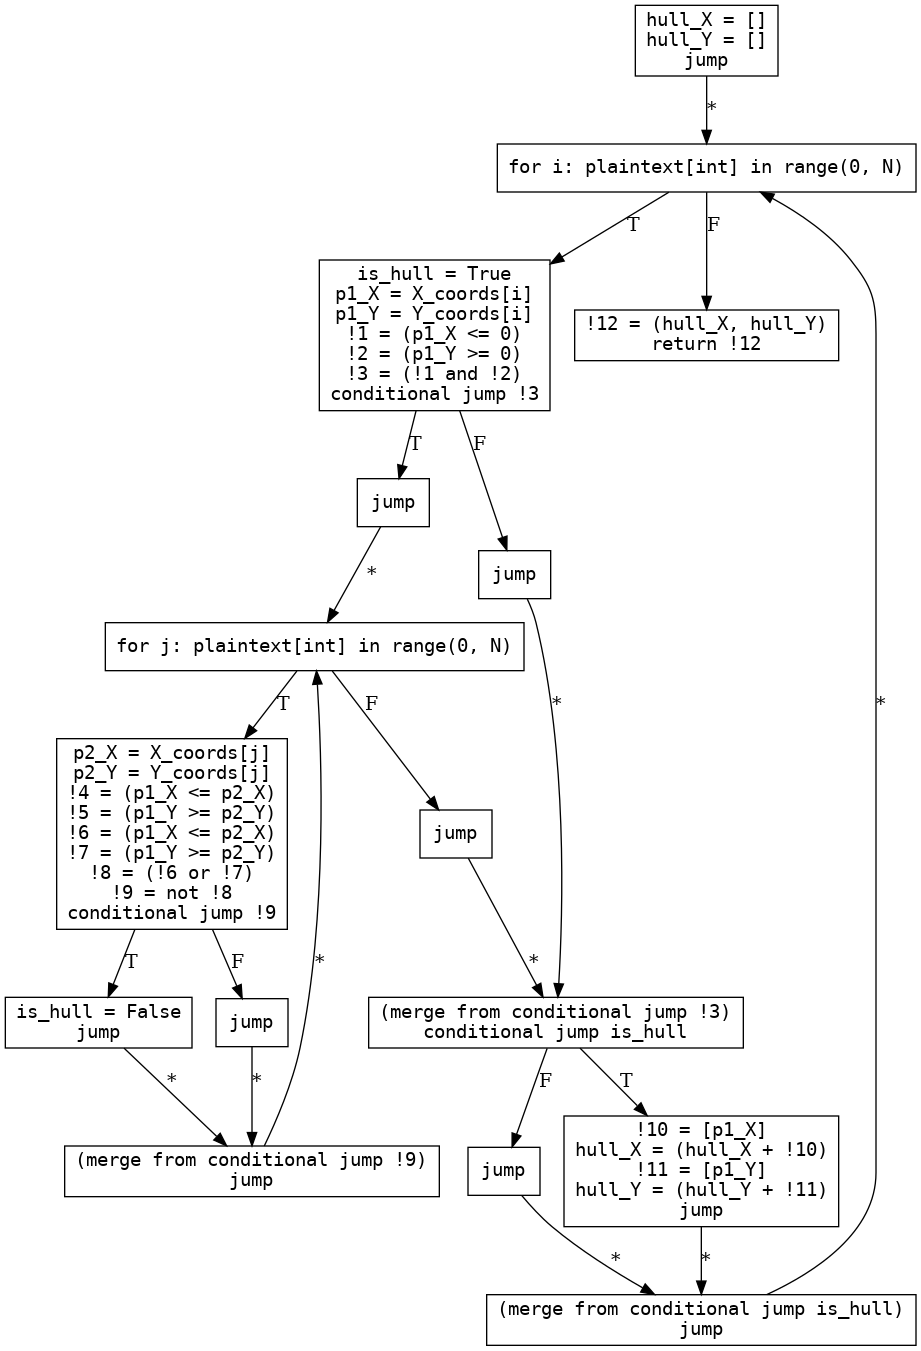 hull_X = []
hull_Y = []
jump
*
for i: plaintext[int] in range(0, N)
T
F
is_hull = True
p1_X = X_coords[i]
p1_Y = Y_coords[i]
!1 = (p1_X <= 0)
!2 = (p1_Y >= 0)
!3 = (!1 and !2)
conditional jump !3
!12 = (hull_X, hull_Y)
return !12
T
F
jump
jump
*
for j: plaintext[int] in range(0, N)
T
F
*
*
p2_X = X_coords[j]
p2_Y = Y_coords[j]
!4 = (p1_X <= p2_X)
!5 = (p1_Y >= p2_Y)
!6 = (p1_X <= p2_X)
!7 = (p1_Y >= p2_Y)
!8 = (!6 or !7)
!9 = not !8
conditional jump !9
jump
T
F
*
*
is_hull = False
jump
jump
(merge from conditional jump !3)
conditional jump is_hull
*
*
F
T
(merge from conditional jump !9)
jump
jump
!10 = [p1_X]
hull_X = (hull_X + !10)
!11 = [p1_Y]
hull_Y = (hull_Y + !11)
jump
*
*
(merge from conditional jump is_hull)
jump